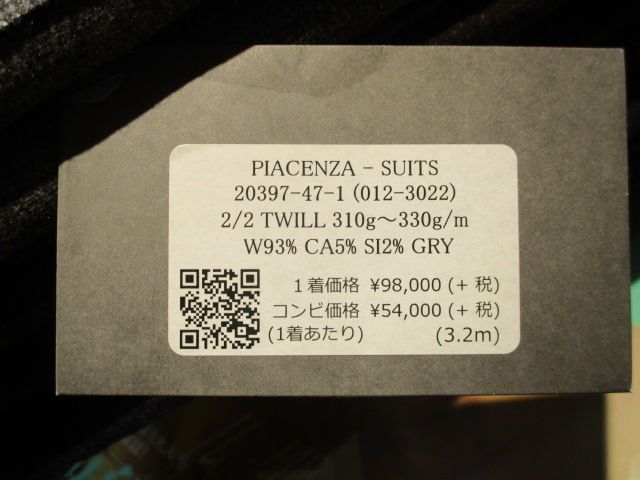 PIACENZA - SUITS
20397-47-1 (012-3022)
2/2 TWILL 310g～330g/m
W93% CA5% SI2% GRY
1着価格 ¥98,000 (+ 税)
コンビ価格 ¥54,000 (+ 税)
(1着あたり) (3.2m)